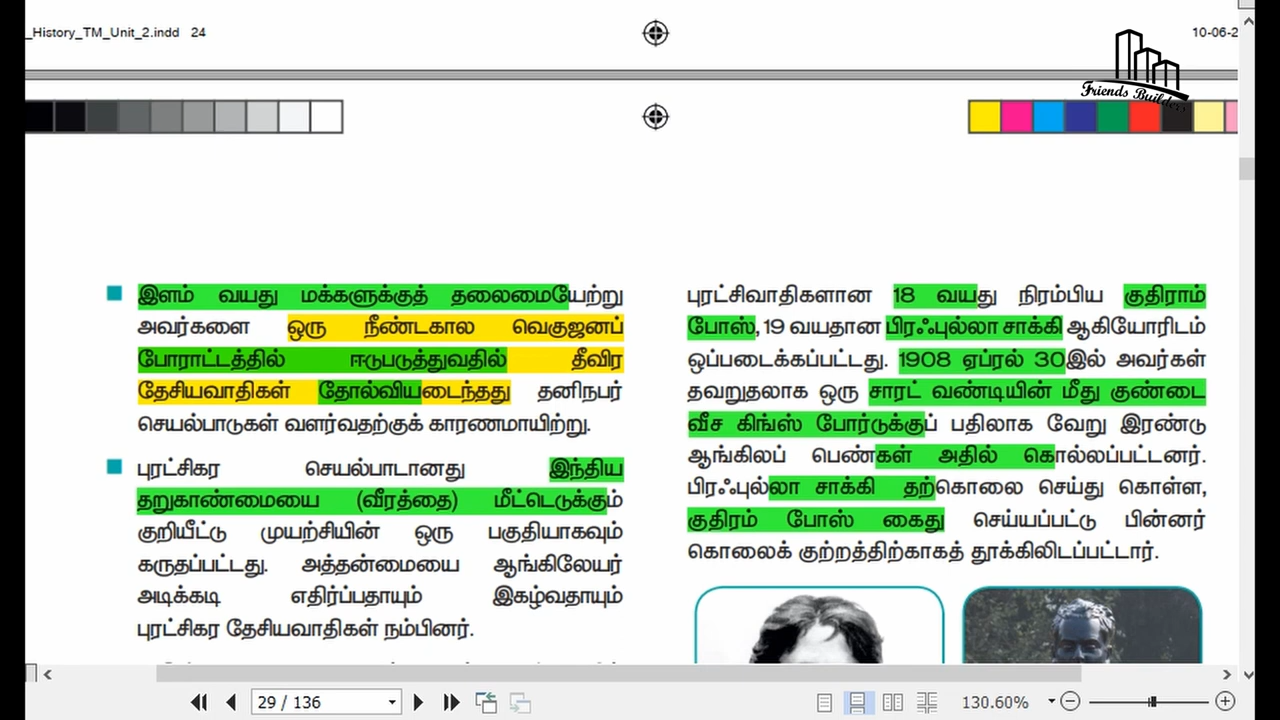 _History_TM_Unit_2.indd 24
10-06-2
Friends Builders
இளம் வயது மக்களுக்குத் தலைமையேற்று
அவர்களை ஒரு நீண்டகால வெகுஜனப்
போராட்டத்தில் ஈடுபடுத்துவதில் தீவிர
தேசியவாதிகள் தோல்வியடைந்தது தனிநபர்
செயல்பாடுகள் வளர்வதற்குக் காரணமாயிற்று.
புரட்சிகர செயல்பாடானது இந்திய
தறுகாண்மையை (வீரத்தை) மீட்டெடுக்கும்
குறியீட்டு முயற்சியின் ஒரு பகுதியாகவும்
கருதப்பட்டது. அத்தன்மையை ஆங்கிலேயர்
அடிக்கடி எதிர்ப்பதாயும் இகழ்வதாயும்
புரட்சிகர தேசியவாதிகள் நம்பினர்.
புரட்சிவாதிகளான 18 வயது நிரம்பிய குதிராம்
போஸ், 19 வயதான பிரஃபுல்லா சாக்கி ஆகியோரிடம்
ஒப்படைக்கப்பட்டது. 1908 ஏப்ரல் 30இல் அவர்கள்
தவறுதலாக ஒரு சாரட் வண்டியின் மீது குண்டை
வீச கிங்ஸ் போர்டுக்குப் பதிலாக வேறு இரண்டு
ஆங்கிலப் பெண்கள் அதில் கொல்லப்பட்டனர்.
பிரஃபுல்லா சாக்கி தற்கொலை செய்து கொள்ள,
குதிரம் போஸ் கைது செய்யப்பட்டு பின்னர்
கொலைக் குற்றத்திற்காகத் தூக்கிலிடப்பட்டார்.
29 / 136
130.60%